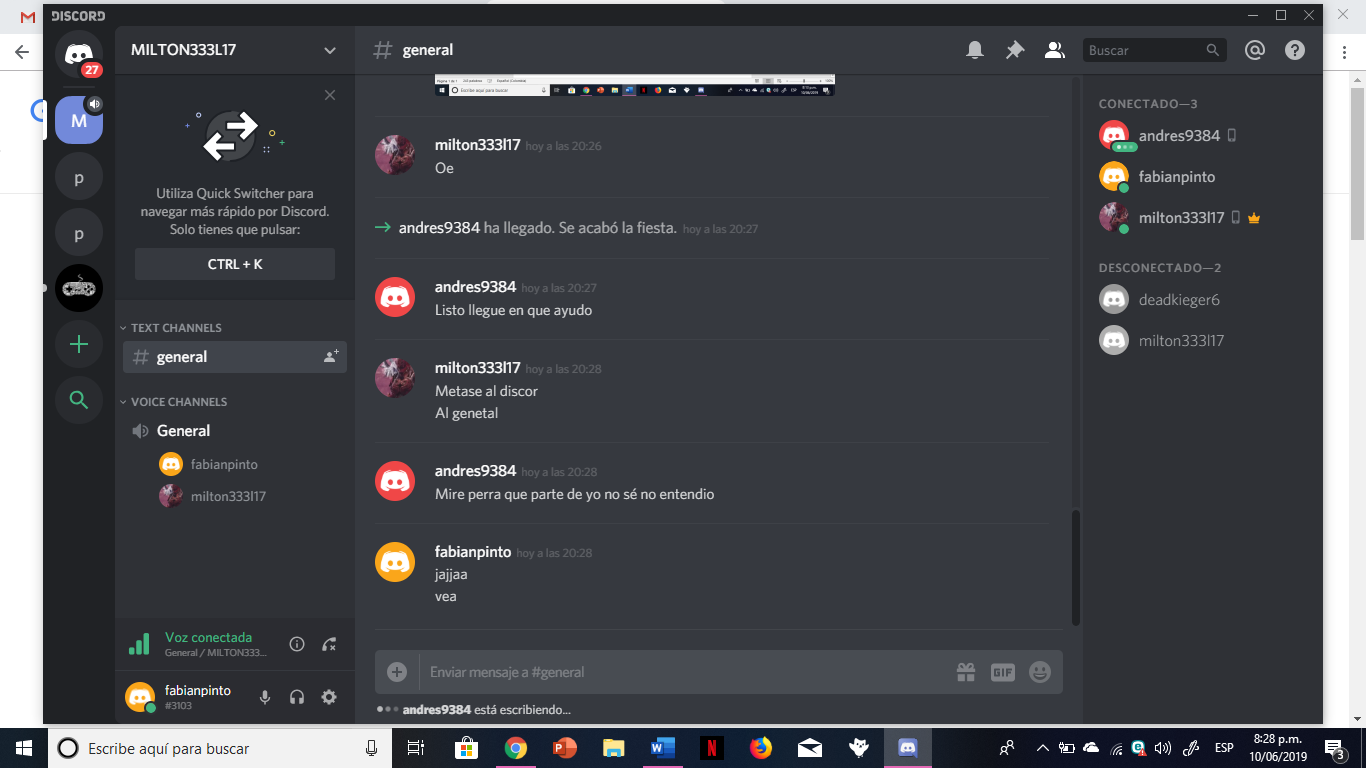 DISCORD
27
M
p
p
MILTON333L17
Utiliza Quick Switcher para
navegar más rápido por Discord.
Solo tienes que pulsar:
CTRL + K
TEXT CHANNELS
# general
VOICE CHANNELS
General
fabianpinto
milton333l17
Voz conectada
General / MILTON333...
fabianpinto
#3103
# general
Buscar
Escribe aquí para buscar
milton333l17 hoy a las 20:26
Oe
andres9384 ha llegado. Se acabó la fiesta. hoy a las 20:27
andres9384 hoy a las 20:27
Listo llegue en que ayudo
milton333l17 hoy a las 20:28
Metase al discor
Al genetal
andres9384 hoy a las 20:28
Mire perra que parte de yo no sé no entendio
fabianpinto hoy a las 20:28
jajjaa
vea
Enviar mensaje a #general
GIF
andres9384 está escribiendo...
CONECTADO—3
andres9384
fabianpinto
milton333l17
DESCONECTADO—2
deadkieger6
milton333l17
Escribe aquí para buscar
ESP
8:28 p.m.
10/06/2019
3